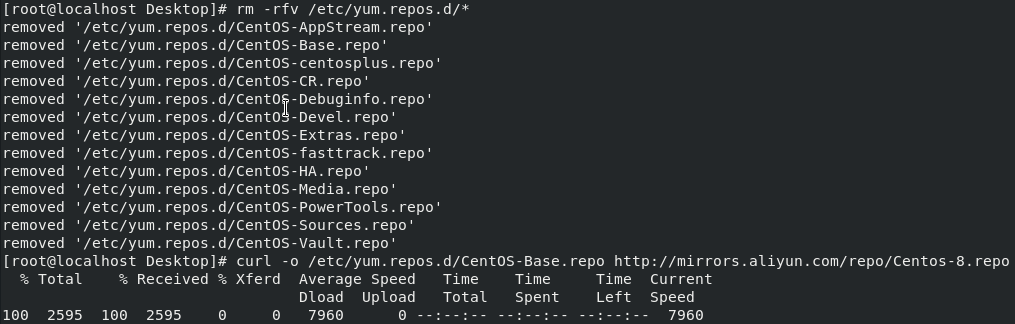 [root@localhost Desktop]# rm -rfv /etc/yum.repos.d/*
removed '/etc/yum.repos.d/CentOS-AppStream.repo'
removed '/etc/yum.repos.d/CentOS-Base.repo'
removed '/etc/yum.repos.d/CentOS-centosplus.repo'
removed '/etc/yum.repos.d/CentOS-CR.repo'
removed '/etc/yum.repos.d/CentOS-Debuginfo.repo'
removed '/etc/yum.repos.d/CentOS-Devel.repo'
removed '/etc/yum.repos.d/CentOS-Extras.repo'
removed '/etc/yum.repos.d/CentOS-fasttrack.repo'
removed '/etc/yum.repos.d/CentOS-HA.repo'
removed '/etc/yum.repos.d/CentOS-Media.repo'
removed '/etc/yum.repos.d/CentOS-PowerTools.repo'
removed '/etc/yum.repos.d/CentOS-Sources.repo'
removed '/etc/yum.repos.d/CentOS-Vault.repo'
[root@localhost Desktop]# curl -o /etc/yum.repos.d/CentOS-Base.repo http://mirrors.aliyun.com/repo/Centos-8.repo
  % Total    % Received % Xferd  Average Speed   Time    Time     Time  Current
                                 Dload  Upload   Total   Spent    Left  Speed
100  2595  100  2595    0     0   7960      0 --:--:-- --:--:-- --:--:--  7960